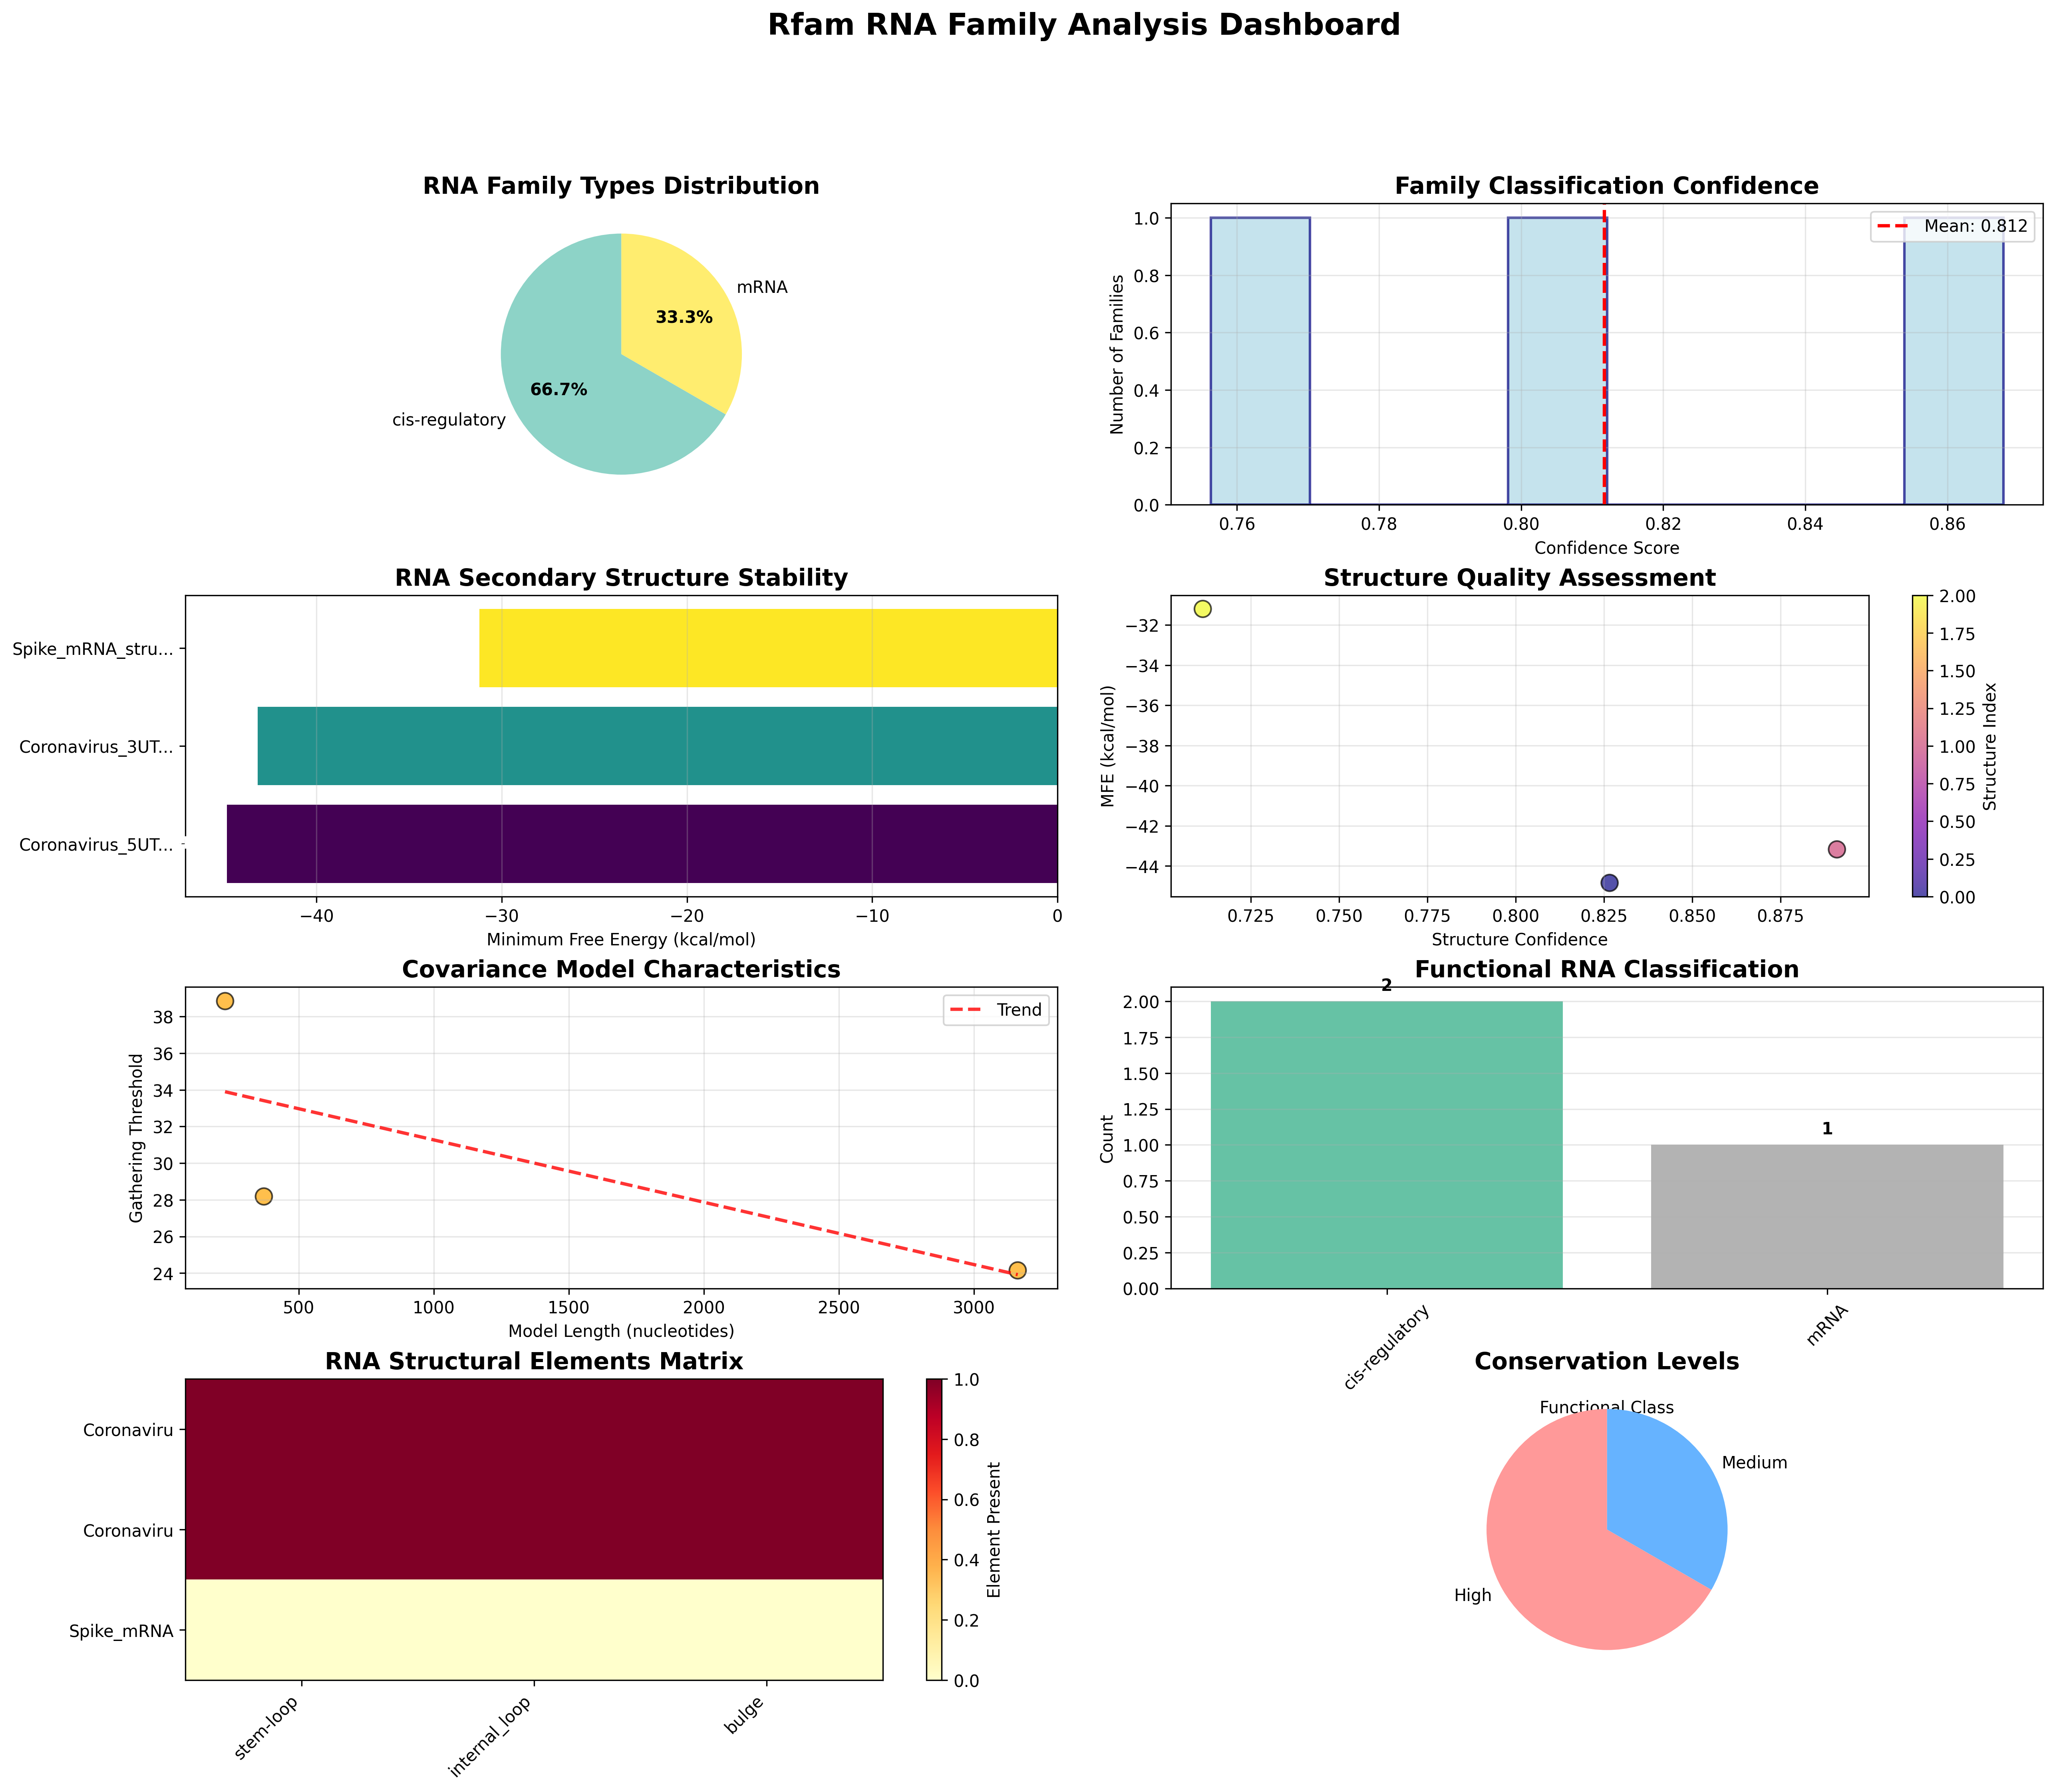 Rfam RNA Family Analysis Dashboard
RNA Family Types Distribution
mRNA
33.3%
66.7%
cis-regulatory
Family Classification Confidence
Mean: 0.812
Number of Families
1.0
0.8
0.6
0.4
0.2
0.0
0.76
0.78
0.80
0.82
0.84
0.86
Confidence Score
RNA Secondary Structure Stability
Spike_mRNA_stru...
Coronavirus_3UT...
Coronavirus_5UT...
−40
−30
−20
−10
0
Minimum Free Energy (kcal/mol)
Structure Quality Assessment
MFE (kcal/mol)
−32
−34
−36
−38
−40
−42
−44
0.725
0.750
0.775
0.800
0.825
0.850
0.875
Structure Confidence
2.00
1.75
1.50
1.25
1.00
0.75
0.50
0.25
0.00
Structure Index
Covariance Model Characteristics
Trend
Gathering Threshold
38
36
34
32
30
28
26
24
500
1000
1500
2000
2500
3000
Model Length (nucleotides)
Functional RNA Classification
2
1
Count
2.00
1.75
1.50
1.25
1.00
0.75
0.50
0.25
0.00
cis-regulatory
mRNA
Functional Class
RNA Structural Elements Matrix
Coronaviru
Coronaviru
Spike_mRNA
stem-loop
internal_loop
bulge
1.0
0.8
0.6
0.4
0.2
0.0
Element Present
Conservation Levels
Medium
High